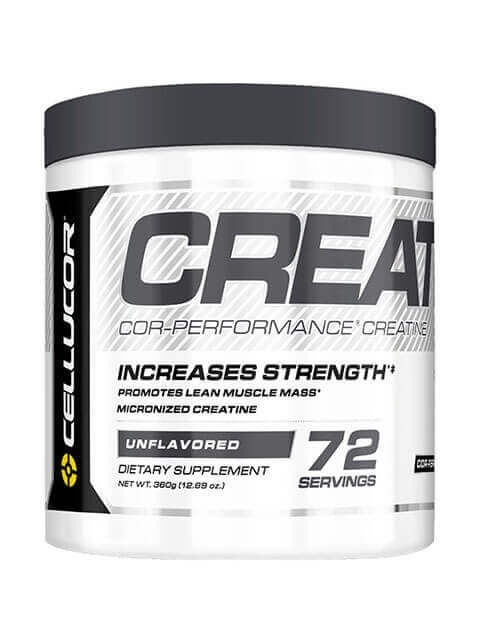 CELLUCOR
CREAT
COR-PERFORMANCE® CREATINE
INCREASES STRENGTH*‡
PROMOTES LEAN MUSCLE MASS*
MICRONIZED CREATINE
UNFLAVORED
DIETARY SUPPLEMENT
NET WT. 360g (12.69 oz.)
72
SERVINGS